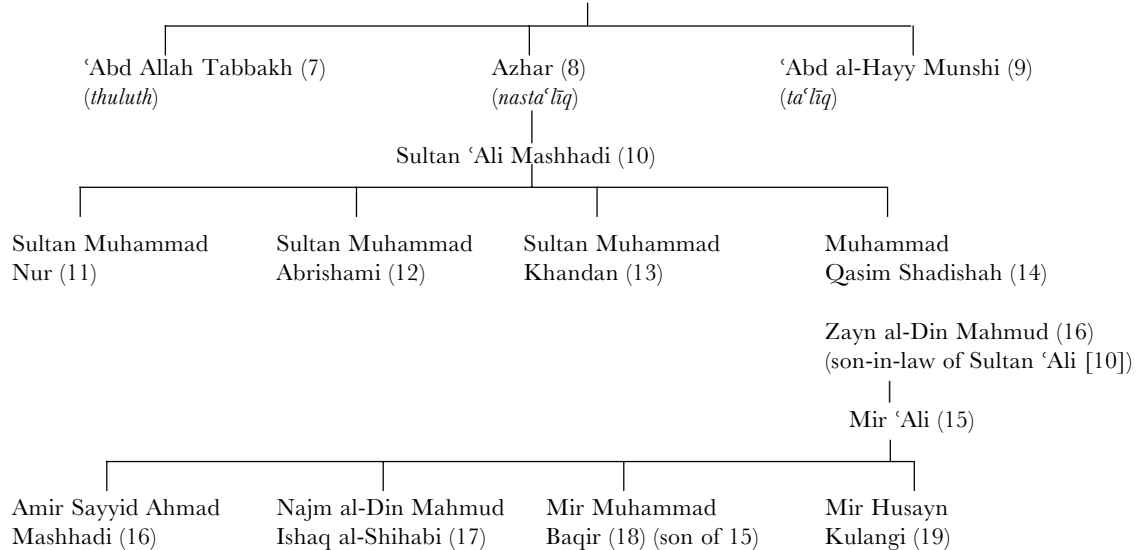 ʿAbd Allah Tabbakh (7) Azhar (8) ʿAbd al-Hayy Munshi (9)
(thuluth) (nastaʿlīq) (taʿlīq)
Sultan ʿAli Mashhadi (10)
Sultan Muhammad Sultan Muhammad Sultan Muhammad Muhammad
Nur (11) Abrishami (12) Khandan (13) Qasim Shadishah (14)
Zayn al-Din Mahmud (16)
(son-in-law of Sultan ʿAli [10])
Mir ʿAli (15)
Amir Sayyid Ahmad Najm al-Din Mahmud Mir Muhammad Mir Husayn
Mashhadi (16) Ishaq al-Shihabi (17) Baqir (18) (son of 15) Kulangi (19)